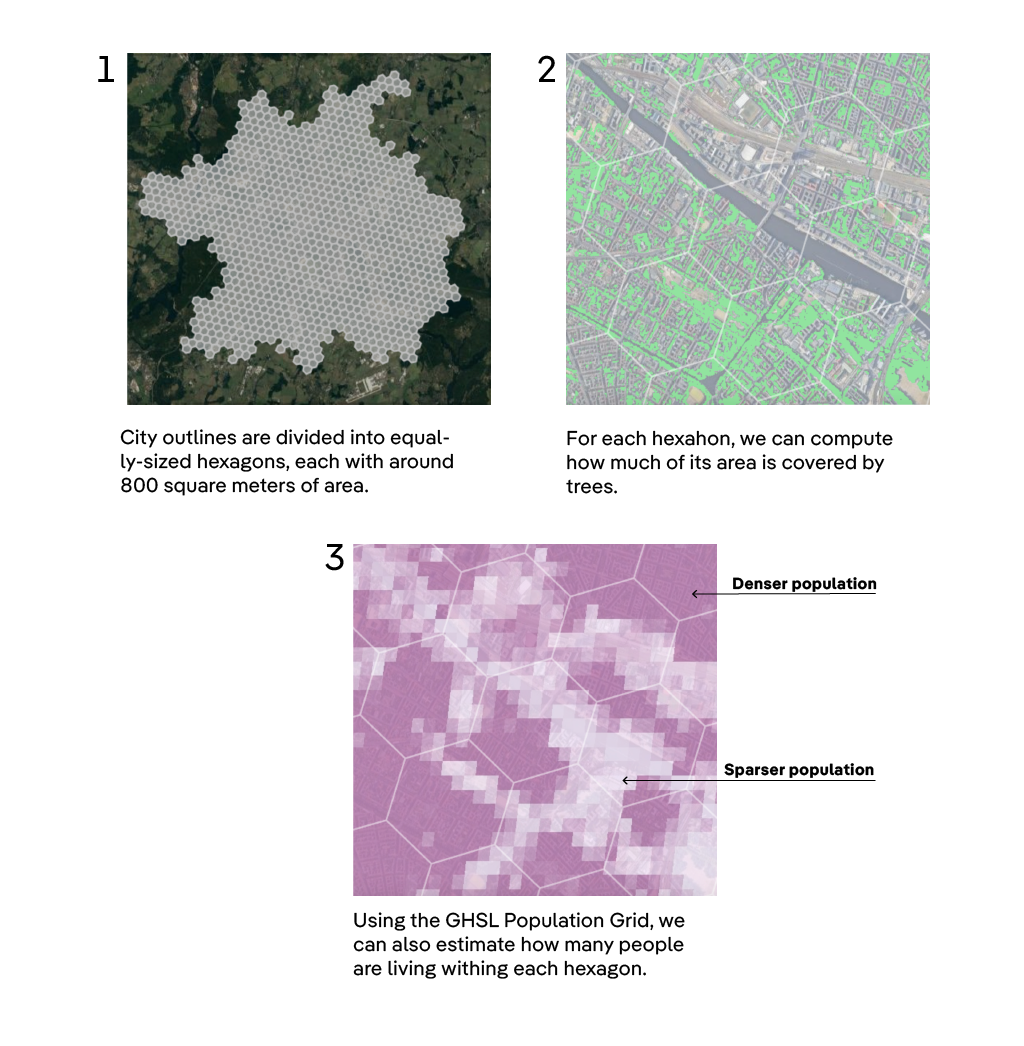 1
City outlines are divided into equal-
ly-sized hexagons, each with around
800 square meters of area.
2
For each hexahon, we can compute
how much of its area is covered by
trees.
3
Denser population
Sparser population
Using the GHSL Population Grid, we
can also estimate how many people
are living withing each hexagon.